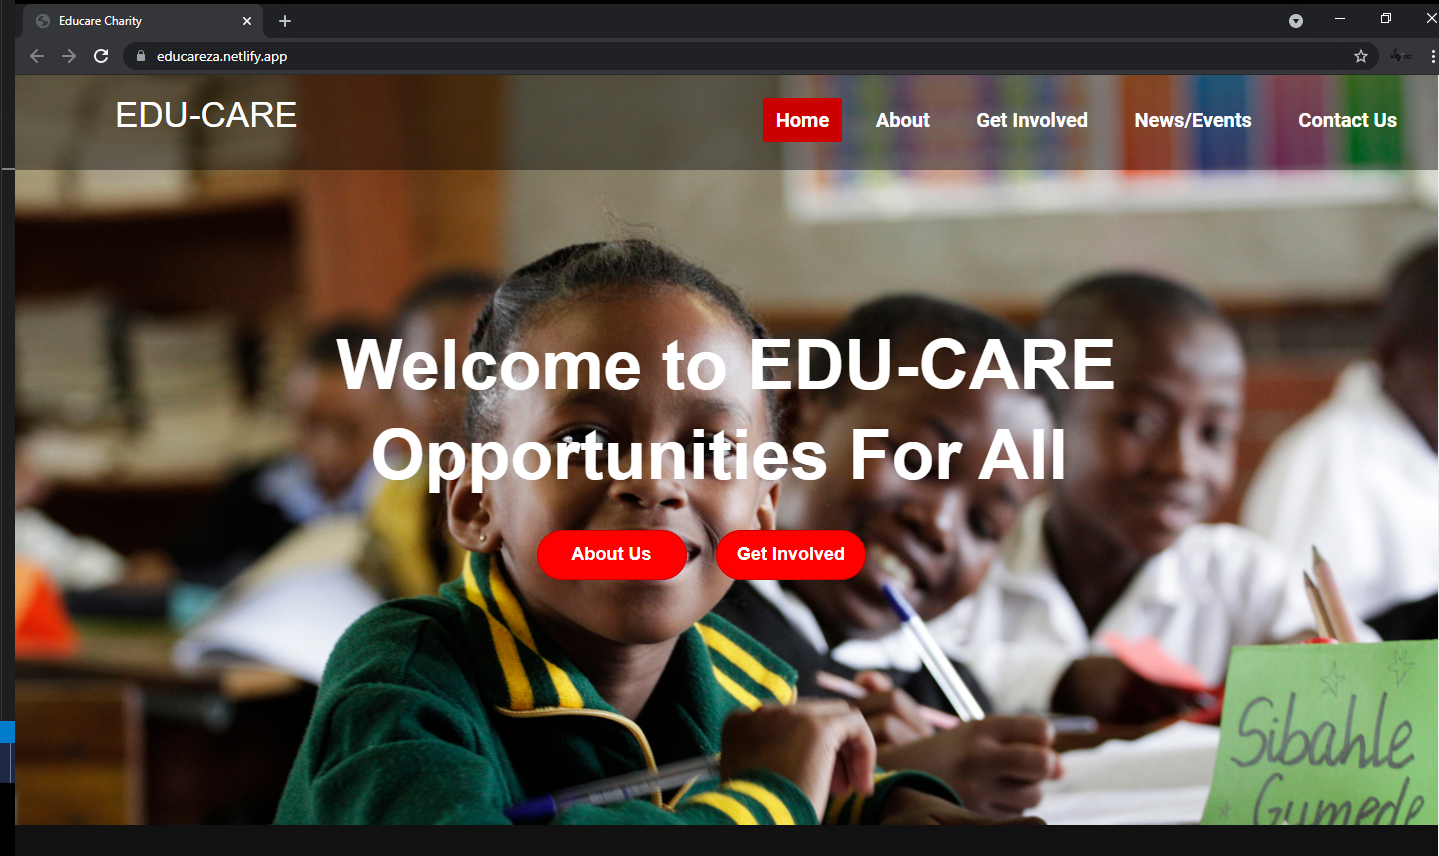 Educare Charity
educareza.netlify.app
EDU-CARE
Home
About
Get Involved
News/Events
Contact Us
Welcome to EDU-CARE
Opportunities For All
About Us
Get Involved
Sibahle
Gumede